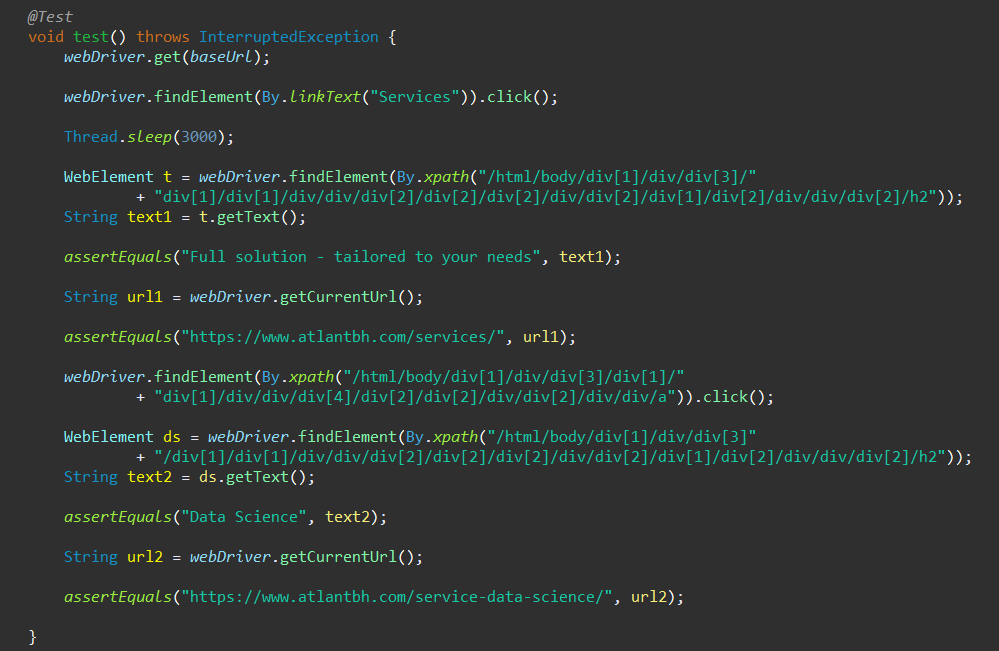 @Test
void test() throws InterruptedException {
webDriver.get(baseUrl);
webDriver.findElement(By.linkText("Services")).click();
Thread.sleep(3000);
WebElement t = webDriver.findElement(By.xpath("/html/body/div[1]/div/div[3]/"
+ "div[1]/div[1]/div/div/div[2]/div[2]/div[2]/div/div[2]/div[1]/div[2]/div/div/div[2]/h2"));
String text1 = t.getText();
assertEquals("Full solution - tailored to your needs", text1);
String url1 = webDriver.getCurrentUrl();
assertEquals("https://www.atlantbh.com/services/", url1);
webDriver.findElement(By.xpath("/html/body/div[1]/div/div[3]/div[1]/"
+ "div[1]/div/div/div[4]/div[2]/div[2]/div/div[2]/div/div/a")).click();
WebElement ds = webDriver.findElement(By.xpath("/html/body/div[1]/div/div[3]"
+ "/div[1]/div[1]/div/div/div[2]/div[2]/div[2]/div/div[2]/div[1]/div[2]/div/div/div[2]/h2"));
String text2 = ds.getText();
assertEquals("Data Science", text2);
String url2 = webDriver.getCurrentUrl();
assertEquals("https://www.atlantbh.com/service-data-science/", url2);
}